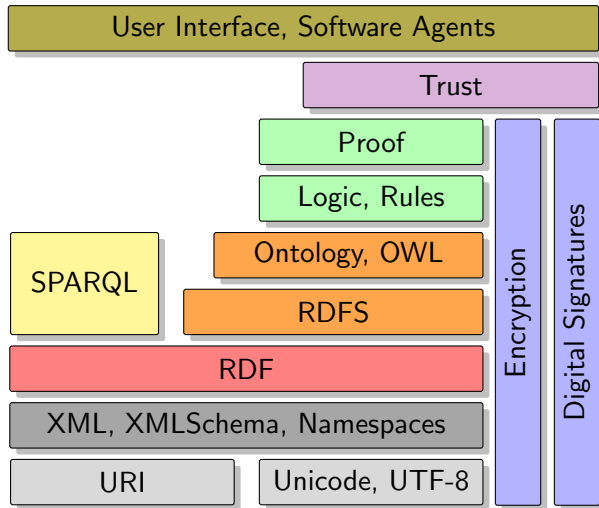 User Interface, Software Agents
Trust
Proof
Logic, Rules
Ontology, OWL
SPARQL
RDFS
RDF
XML, XMLSchema, Namespaces
URI
Unicode, UTF-8
Encryption
Digital Signatures